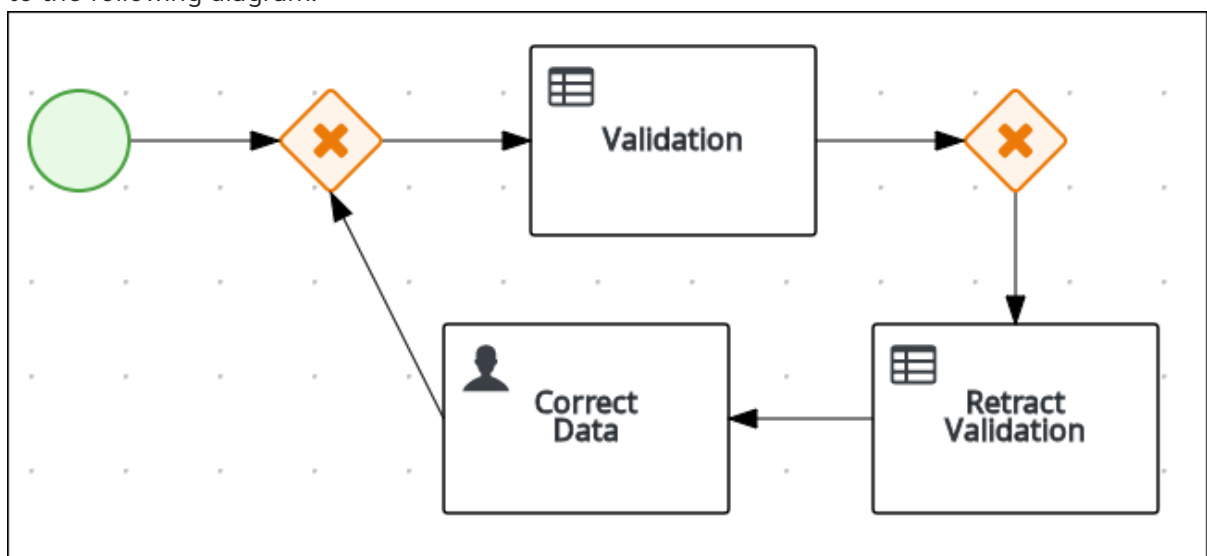 to the following diagram:
Validation
Correct
Data
Retract
Validation